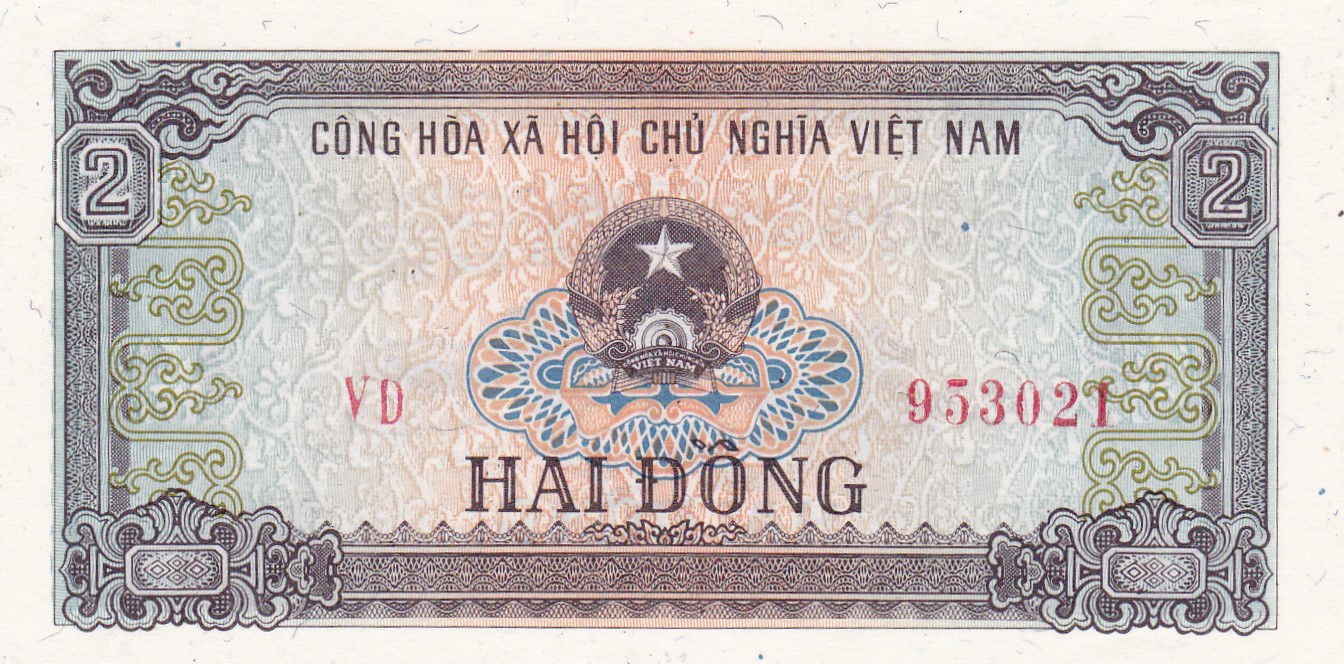 CỘNG HÒA XÃ HỘI CHỦ NGHĨA VIỆT NAM
2 2
VIỆT NAM
VD 953021
HAI ĐỒNG